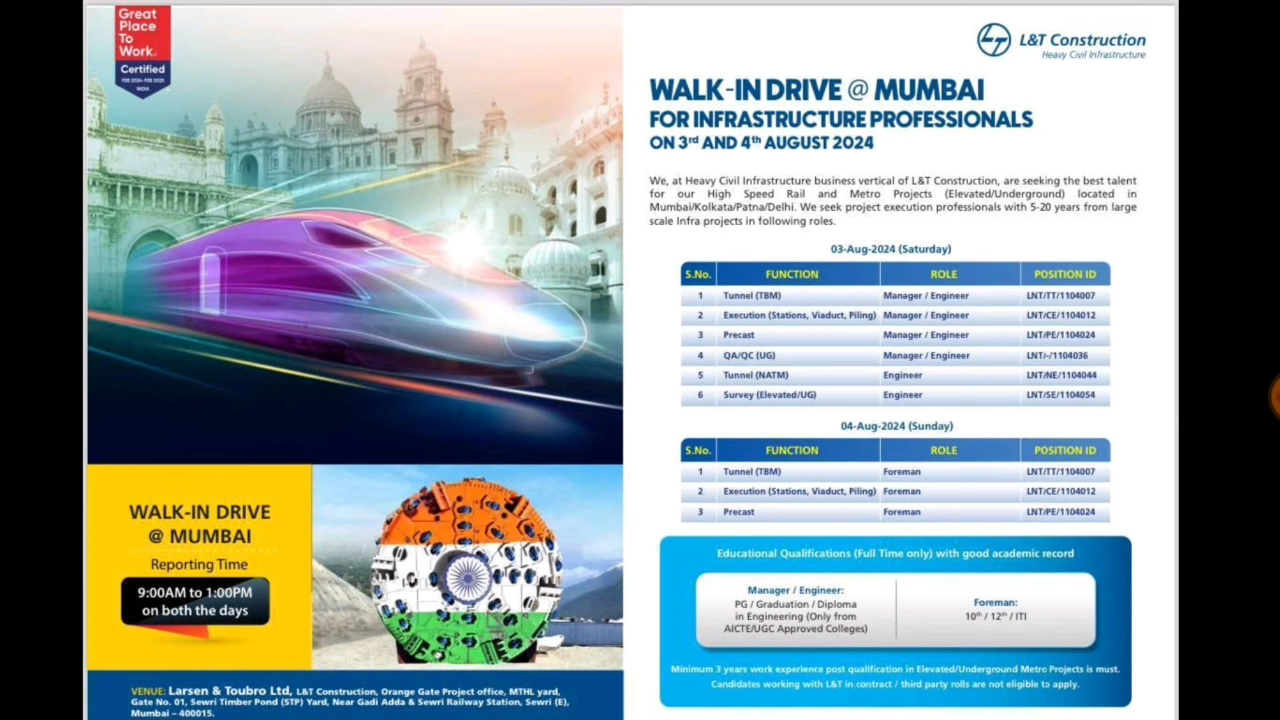 Great
Place
To
Work.
Certified
FEB 2024-FEB 2025
INDIA
L&T Construction
Heavy Civil Infrastructure
WALK-IN DRIVE @ MUMBAI
FOR INFRASTRUCTURE PROFESSIONALS
ON 3rd AND 4th AUGUST 2024
We, at Heavy Civil Infrastructure business vertical of L&T Construction, are seeking the best talent
for our High Speed Rail and Metro Projects (Elevated/Underground) located in
Mumbai/Kolkata/Patna/Delhi. We seek project execution professionals with 5-20 years from large
scale Infra projects in following roles.
03-Aug-2024 (Saturday)
S.No. FUNCTION ROLE POSITION ID
1 Tunnel (TBM) Manager / Engineer LNT/TT/1104007
2 Execution (Stations, Viaduct, Piling) Manager / Engineer LNT/CE/1104012
3 Precast Manager / Engineer LNT/PE/1104024
4 QA/QC (UG) Manager / Engineer LNT/-/1104036
5 Tunnel (NATM) Engineer LNT/NE/1104044
6 Survey (Elevated/UG) Engineer LNT/SE/1104054
04-Aug-2024 (Sunday)
S.No. FUNCTION ROLE POSITION ID
1 Tunnel (TBM) Foreman LNT/TT/1104007
2 Execution (Stations, Viaduct, Piling) Foreman LNT/CE/1104012
3 Precast Foreman LNT/PE/1104024
Educational Qualifications (Full Time only) with good academic record
Manager / Engineer:
PG / Graduation / Diploma
in Engineering (Only from
AICTE/UGC Approved Colleges)
Foreman:
10th / 12th / ITI
Minimum 3 years work experience post qualification in Elevated/Underground Metro Projects is must.
Candidates working with L&T in contract / third party rolls are not eligible to apply.
WALK-IN DRIVE
@ MUMBAI
Reporting Time
9:00AM to 1:00PM
on both the days
VENUE: Larsen & Toubro Ltd, L&T Construction, Orange Gate Project office, MTHL yard,
Gate No. 01, Sewri Timber Pond (STP) Yard, Near Gadi Adda & Sewri Railway Station, Sewri (E),
Mumbai – 400015.